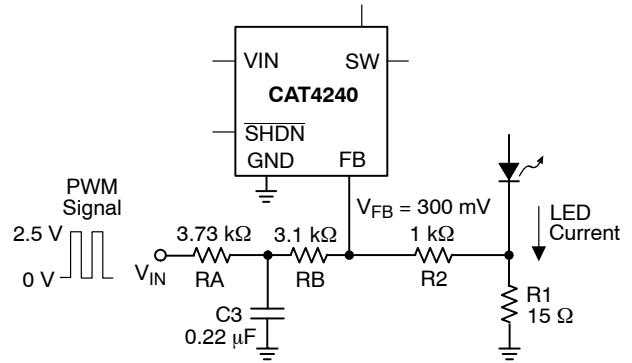 VIN
SW
CAT4240
SHDN
GND
FB
PWM
Signal
2.5 V
0 V
VIN
3.73 kΩ
RA
3.1 kΩ
RB
VFB = 300 mV
1 kΩ
R2
LED
Current
C3
0.22 μF
R1
15 Ω